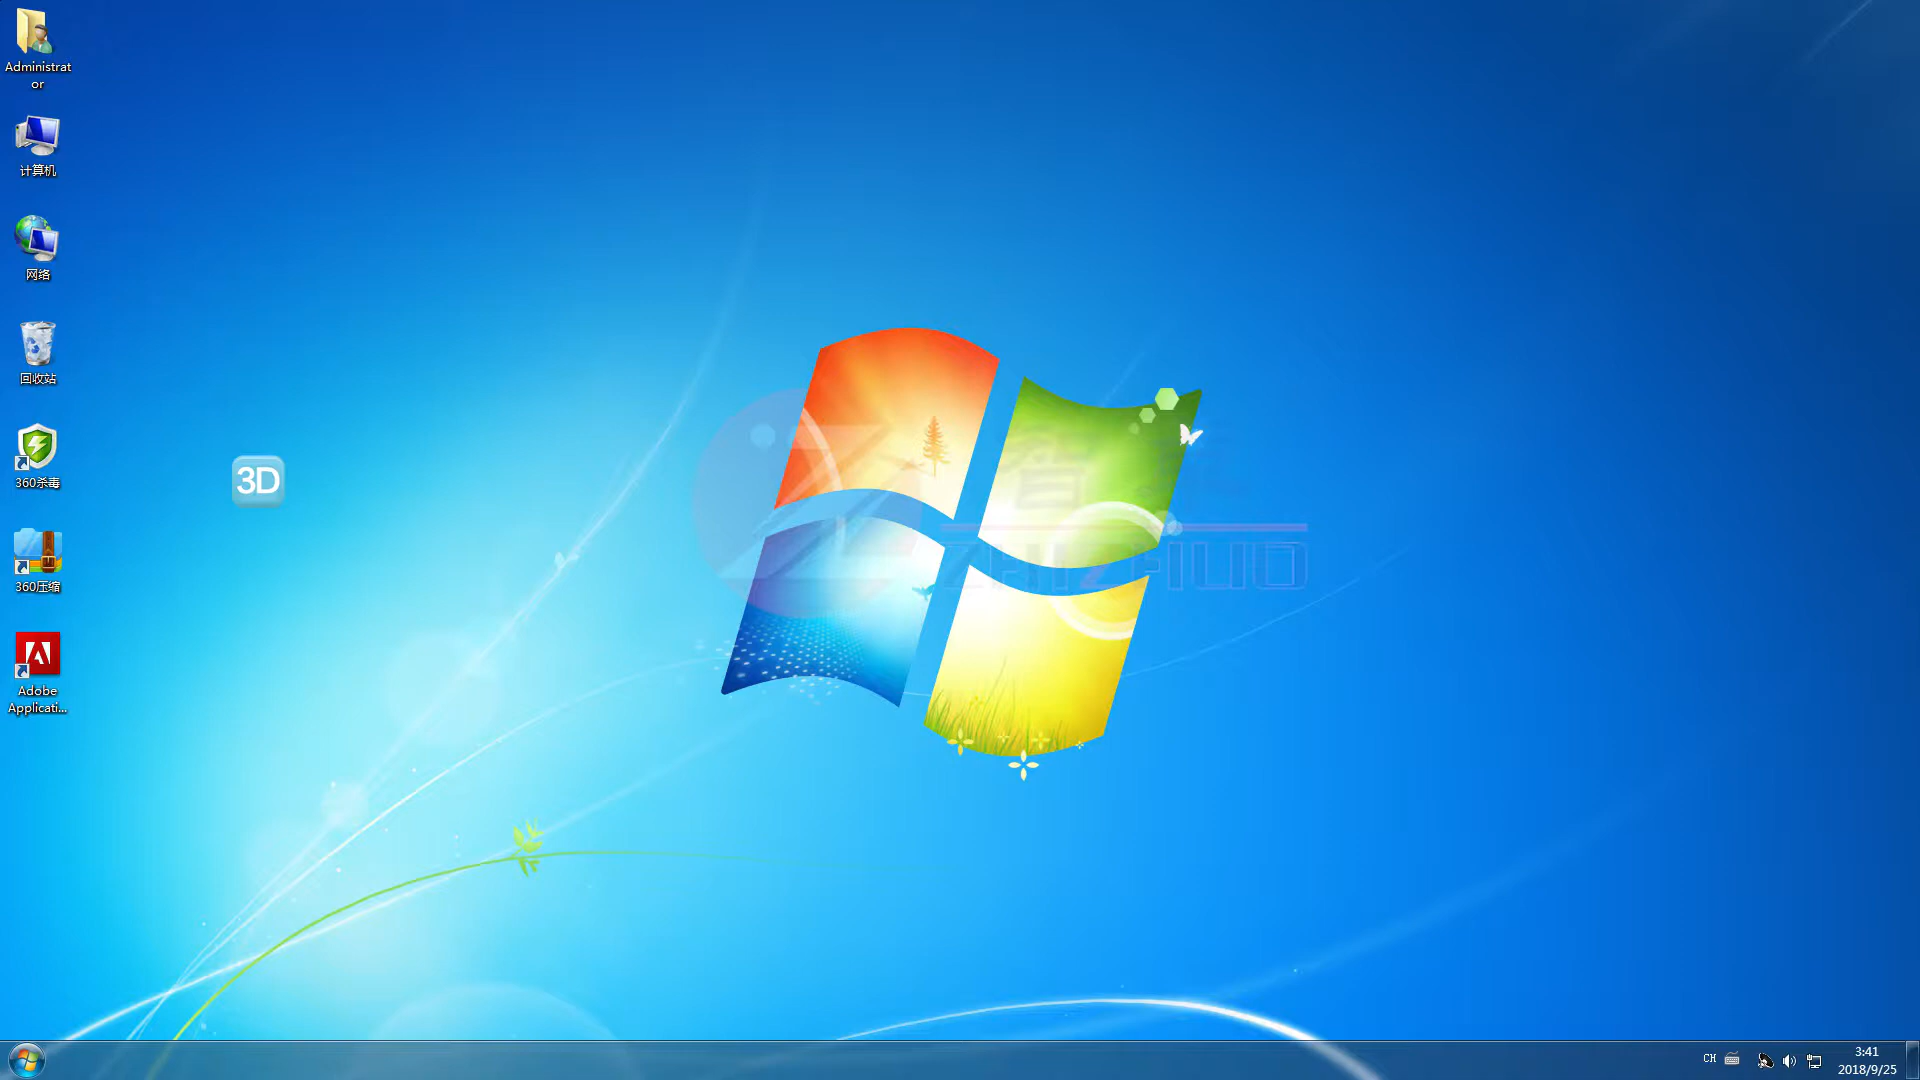 Administrat
or
计算机
网络
回收站
360杀毒
360压缩
Adobe
Applicati...
3D
ZHIZHUO
CH
3:41
2018/9/25